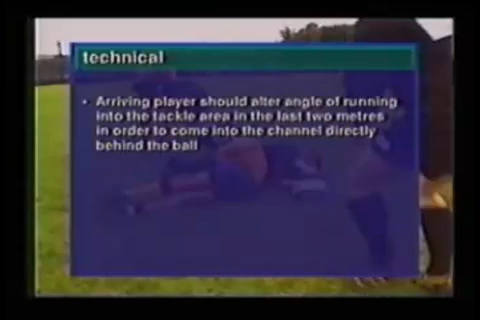 technical
• Arriving player should alter angle of running
into the tackle area in the last two metres
in order to come into the channel directly
behind the ball